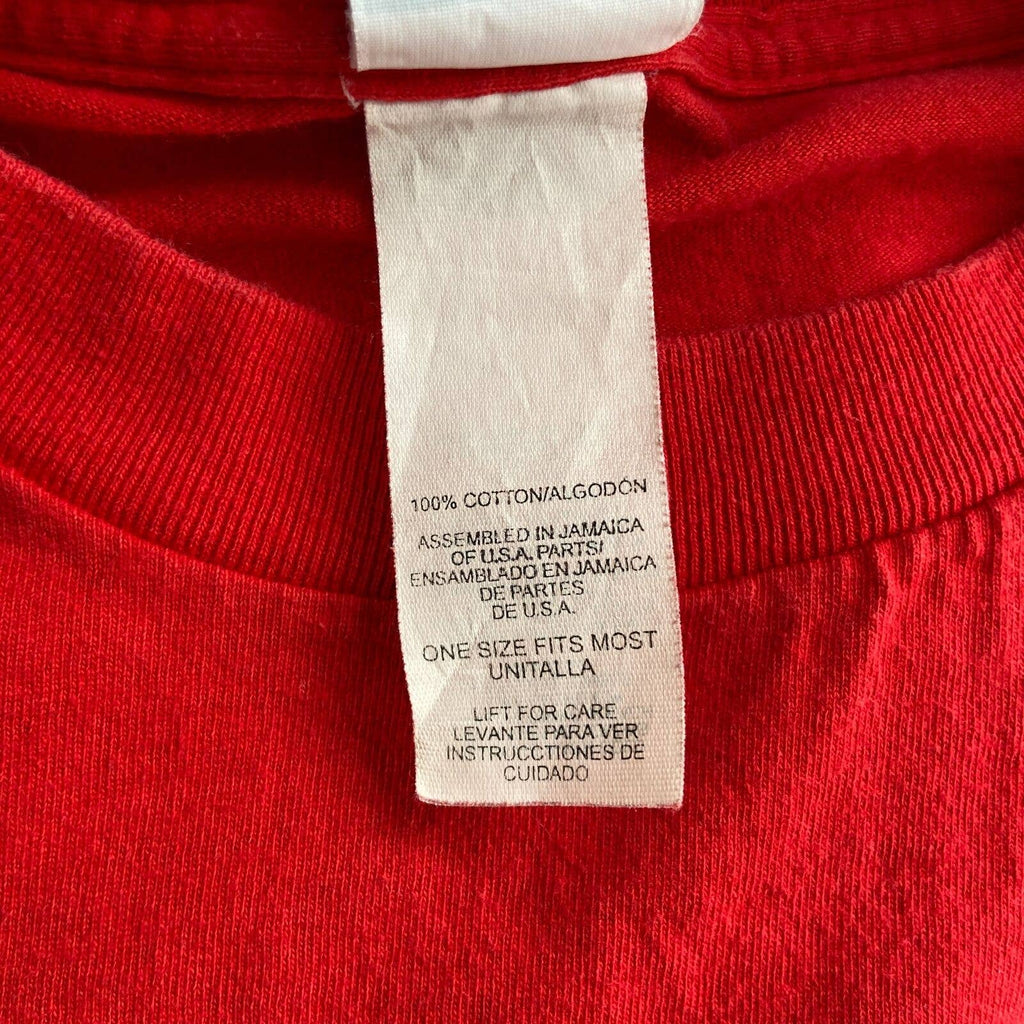 100% COTTON/ALGODÓN
ASSEMBLED IN JAMAICA
OF U.S.A. PARTS/
ENSAMBLADO EN JAMAICA
DE PARTES
DE U.S.A.
ONE SIZE FITS MOST
UNITALLA
LIFT FOR CARE
LEVANTE PARA VER
INSTRUCCTIONES DE
CUIDADO